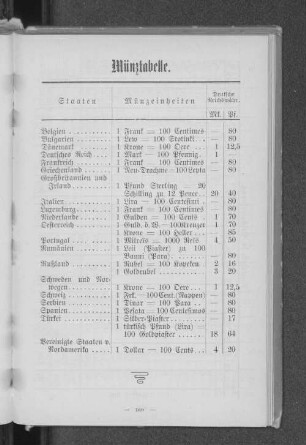 Münztabelle.
Staaten Münzeinheiten Deutsche Reichswähr.
Mk. Pf.
Belgien 1 Frank = 100 Centimes — 80
Bulgarien 1 Lew = 100 Stotinki — 80
Dänemark 1 Krone = 100 Oere 1 12,5
Deutsches Reich 1 Mark = 100 Pfennig 1
Frankreich 1 Frank = 100 Centimes — 80
Griechenland 1 Neu-Drachme = 100 Lepta — 80
Großbritannien und
Irland 1 Pfund Sterling 20
Schilling zu 12 Pence 20 40
Italien 1 Lira = 100 Centesimi — 80
Luxemburg 1 Frank = 100 Centimes — 80
Niederlande 1 Gulden = 100 Cents 1 70
Oesterreich 1 Guld. ö. W. = 100 Kreuzer 1 70
1 Krone = 100 Heller — 85
Portugal 1 Milreis = 1000 Reis 4 50
Rumänien 1 Leü (Piaster) zu 100
Banni (Para) — 80
Rußland 1 Rubel = 100 Kopeken 2 16
1 Goldrubel 3 20
Schweden und Nor-
wegen 1 Krone = 100 Oere 1 12,5
Schweiz 1 Frk. = 100 Cent. (Rappen) — 80
Serbien 1 Dinar = 100 Para — 80
Spanien 1 Peseta = 100 Centesimos — 80
Türkei 1 Silber-Piaster — 17
1 türkisch Pfund (Lira) =
100 Goldpiaster 18 64
Vereinigte Staaten v.
Nordamerika 1 Dollar = 100 Cents 4 20